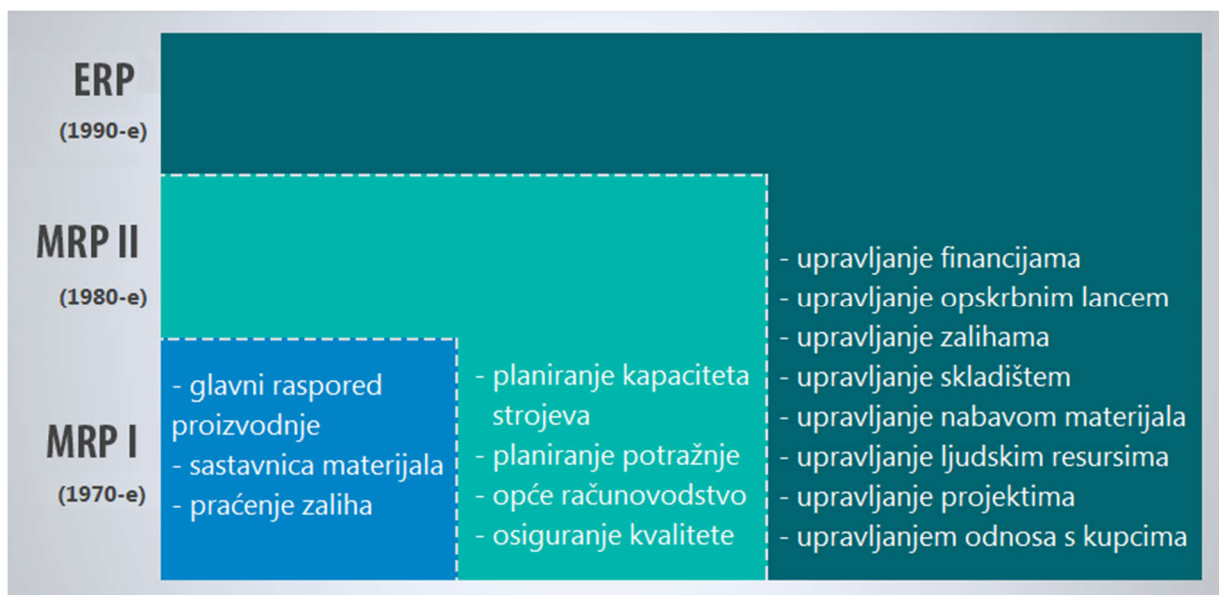 ERP
(1990-e)
MRP II
(1980-e)
MRP I
(1970-e)
- glavni raspored
proizvodnje
- sastavnica materijala
- praćenje zaliha
- planiranje kapaciteta
strojeva
- planiranje potražnje
- opće računovodstvo
- osiguranje kvalitete
- upravljanje financijama
- upravljanje opskrbnim lancem
- upravljanje zalihama
- upravljanje skladištem
- upravljanje nabavom materijala
- upravljanje ljudskim resursima
- upravljanje projektima
- upravljanjem odnosa s kupcima